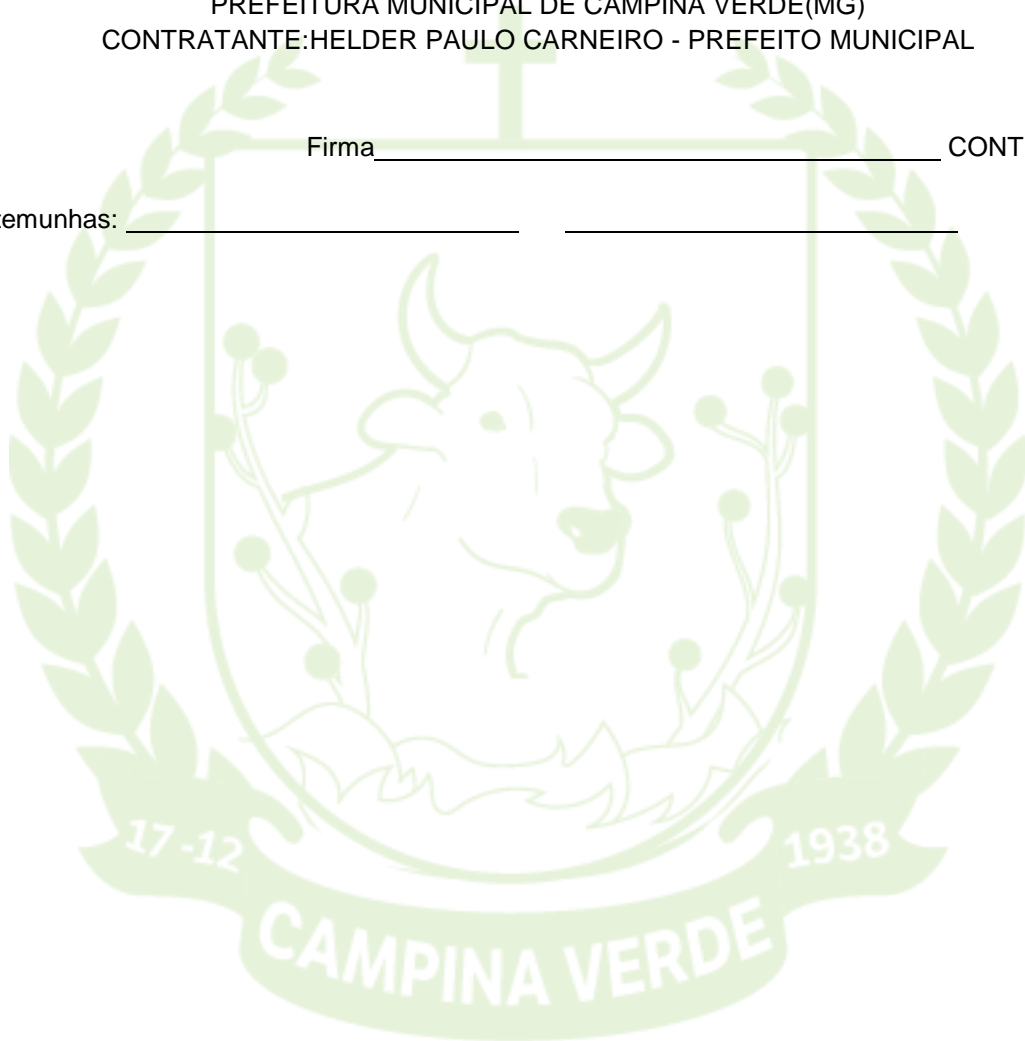 PREFEITURA MUNICIPAL DE CAMPINA VERDE(MG)
CONTRATANTE:HELDER PAULO CARNEIRO - PREFEITO MUNICIPAL
Firma CONT
temunhas:
17-12
1938
CAMPINA VERDE